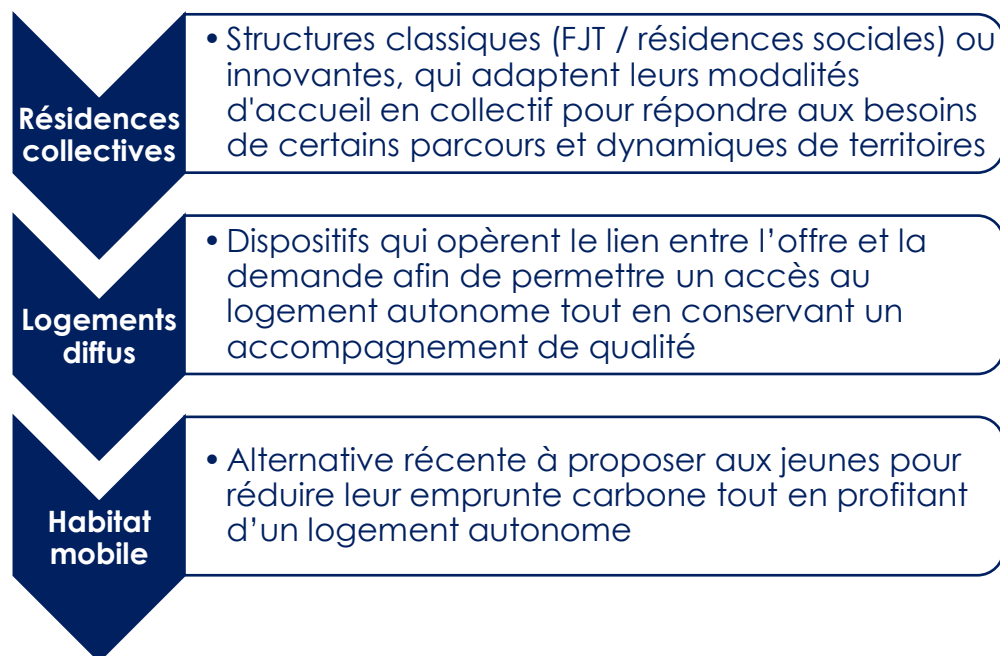 Résidences
collectives
• Structures classiques (FJT / résidences sociales) ou
innovantes, qui adaptent leurs modalités
d'accueil en collectif pour répondre aux besoins
de certains parcours et dynamiques de territoires
Logements
diffus
• Dispositifs qui opèrent le lien entre l’offre et la
demande afin de permettre un accès au
logement autonome tout en conservant un
accompagnement de qualité
Habitat
mobile
• Alternative récente à proposer aux jeunes pour
réduire leur emprunte carbone tout en profitant
d’un logement autonome